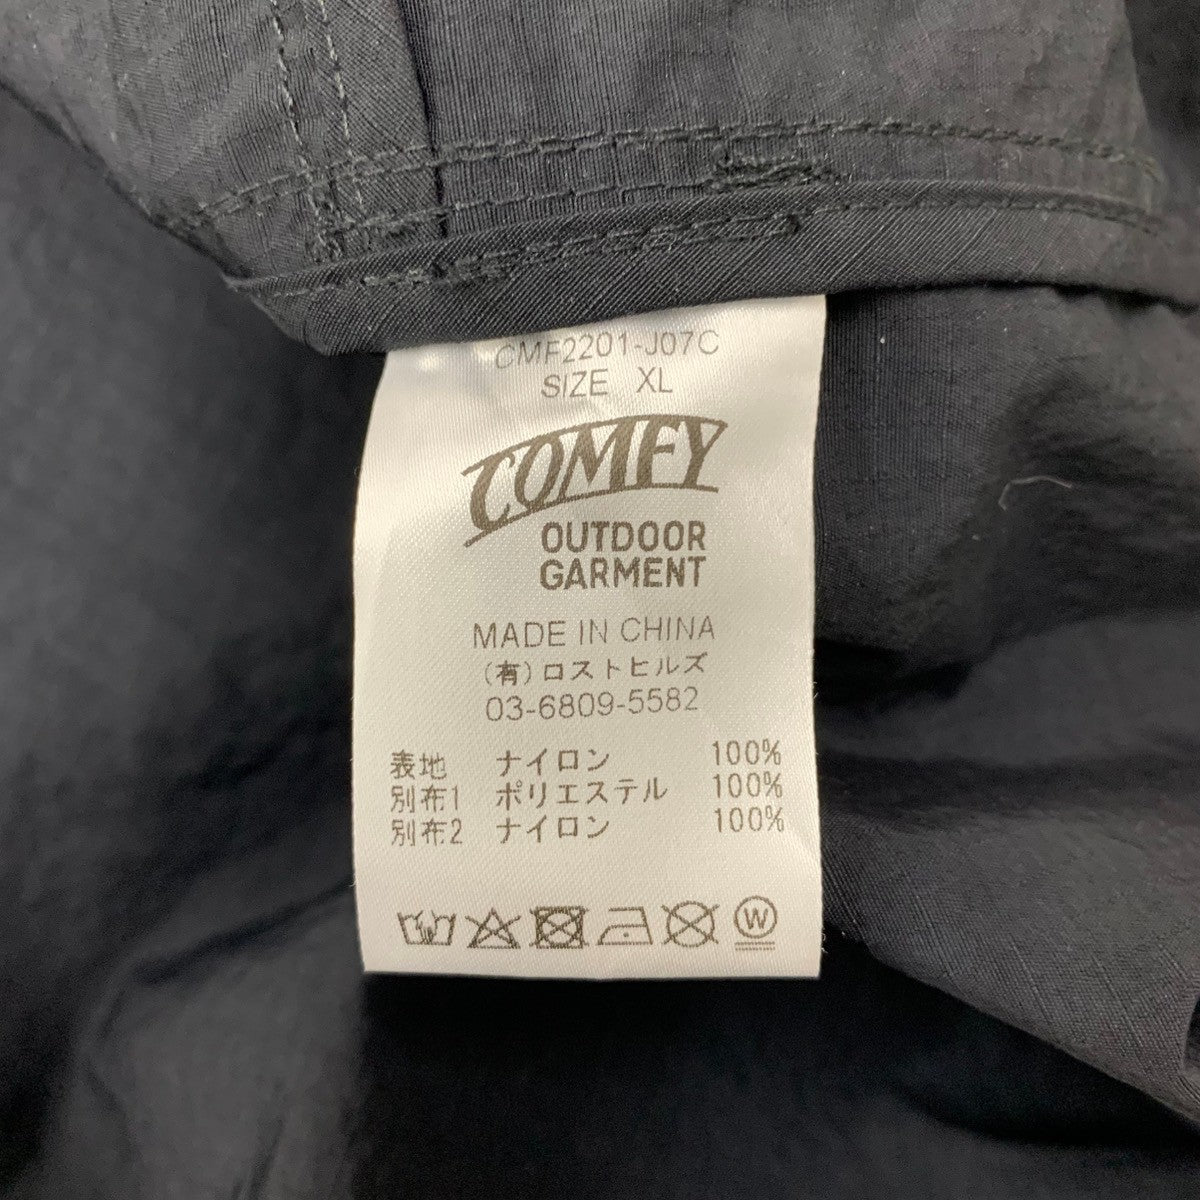 CMF2201-J07C
SIZE XL
COMFY
OUTDOOR
GARMENT
MADE IN CHINA
(有)ロストヒルズ
03-6809-5582
表地 ナイロン 100%
別布1 ポリエステル 100%
別布2 ナイロン 100%
W